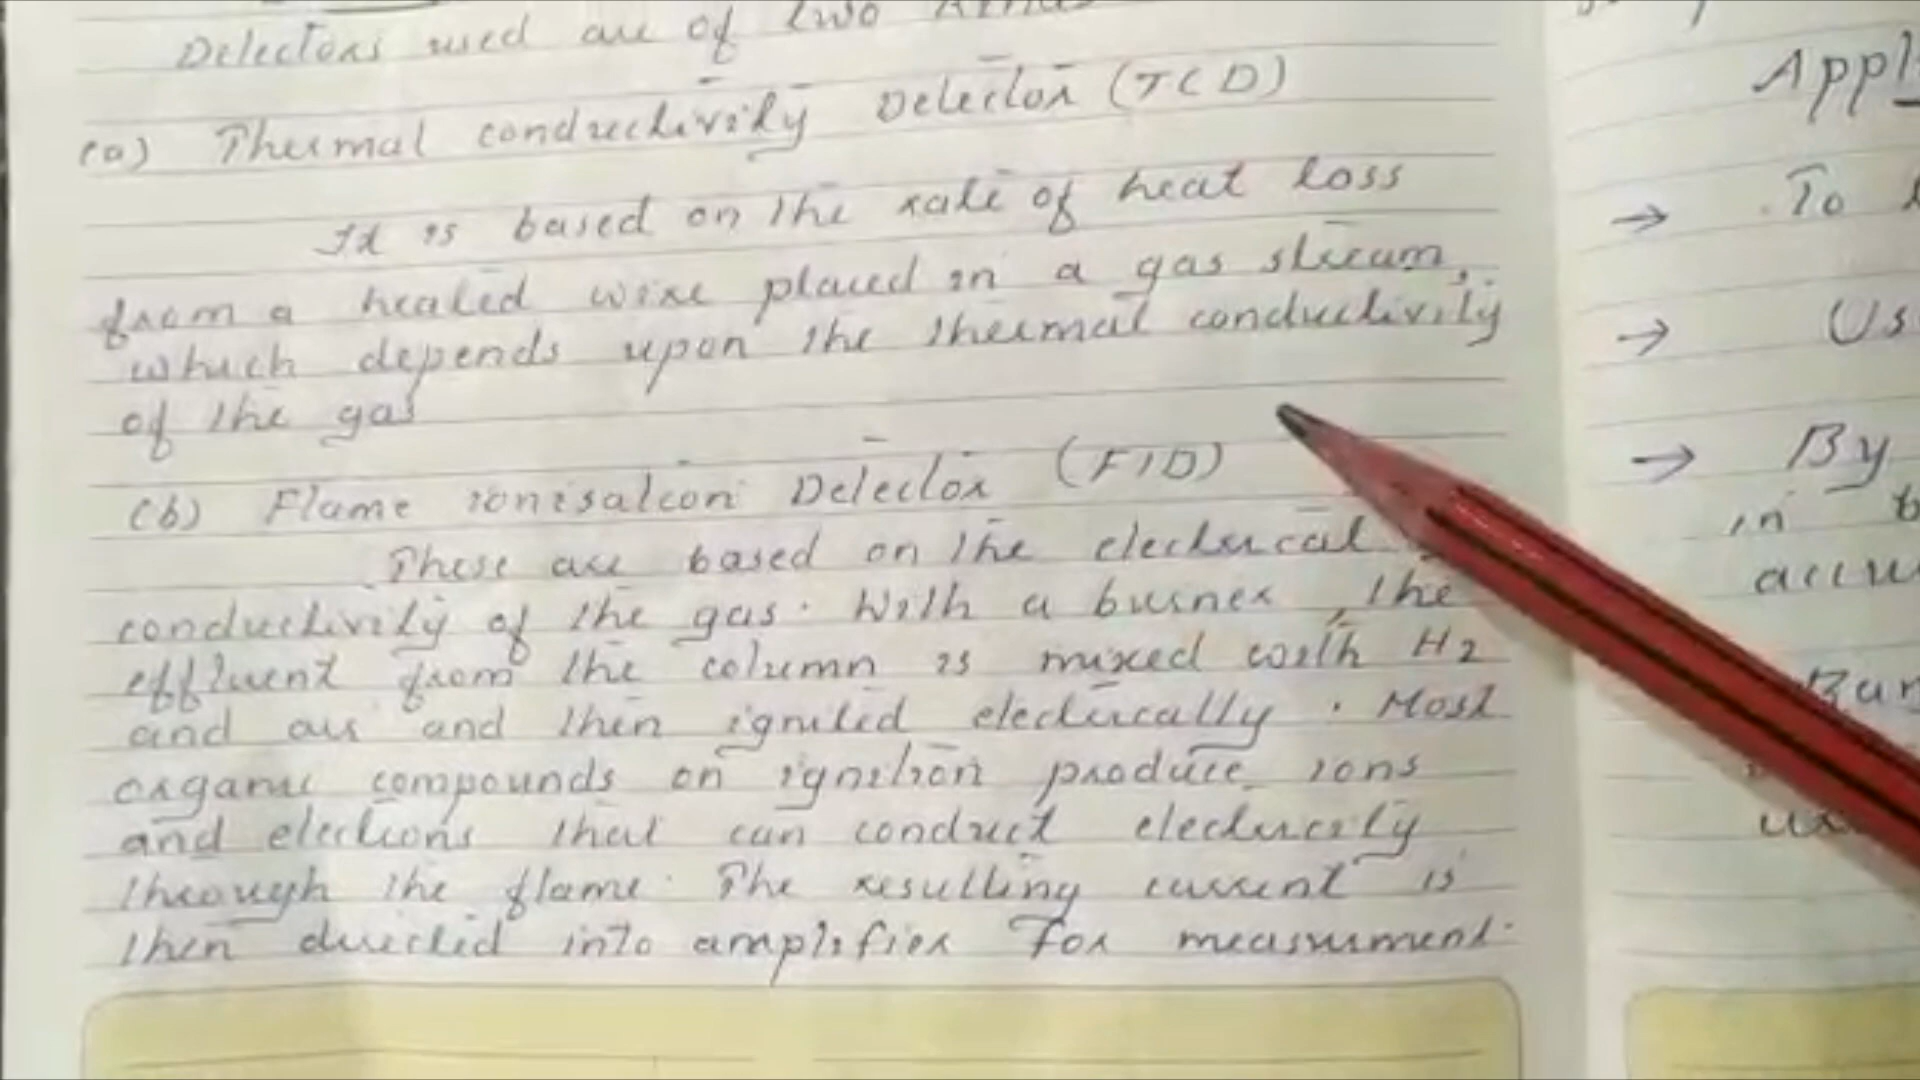 Detectors used are of two kinds
(a) Thermal conductivity Detector (TCD)
It is based on the rate of heat loss
from a heated wire placed in a gas stream,
which depends upon the thermal conductivity
of the gas
(b) Flame ionisation Detector (FID)
These are based on the electrical
conductivity of the gas. With a burner, the
effluent from the column is mixed with H2
and air and then ignited electrically. Most
organic compounds on ignition produce ions
and electrons that can conduct electricity
through the flame. The resulting current is
then directed into amplifier For measurment.
Appl
→ To
→ Us
→ By
in b
accu
Bar